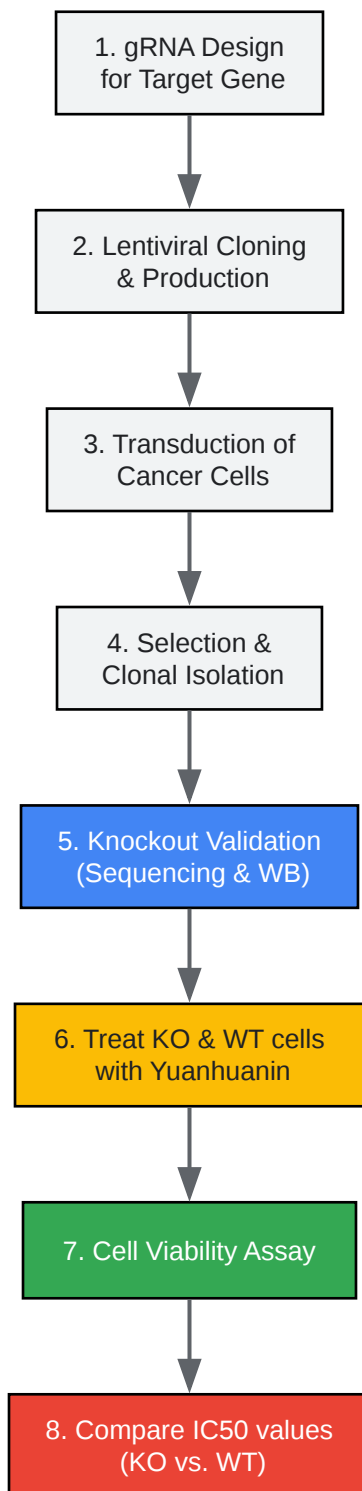 1. gRNA Design
for Target Gene
2. Lentiviral Cloning
& Production
3. Transduction of
Cancer Cells
4. Selection &
Clonal Isolation
5. Knockout Validation
(Sequencing & WB)
6. Treat KO & WT cells
with Yuanhuanin
7. Cell Viability Assay
8. Compare IC50 values
(KO vs. WT)